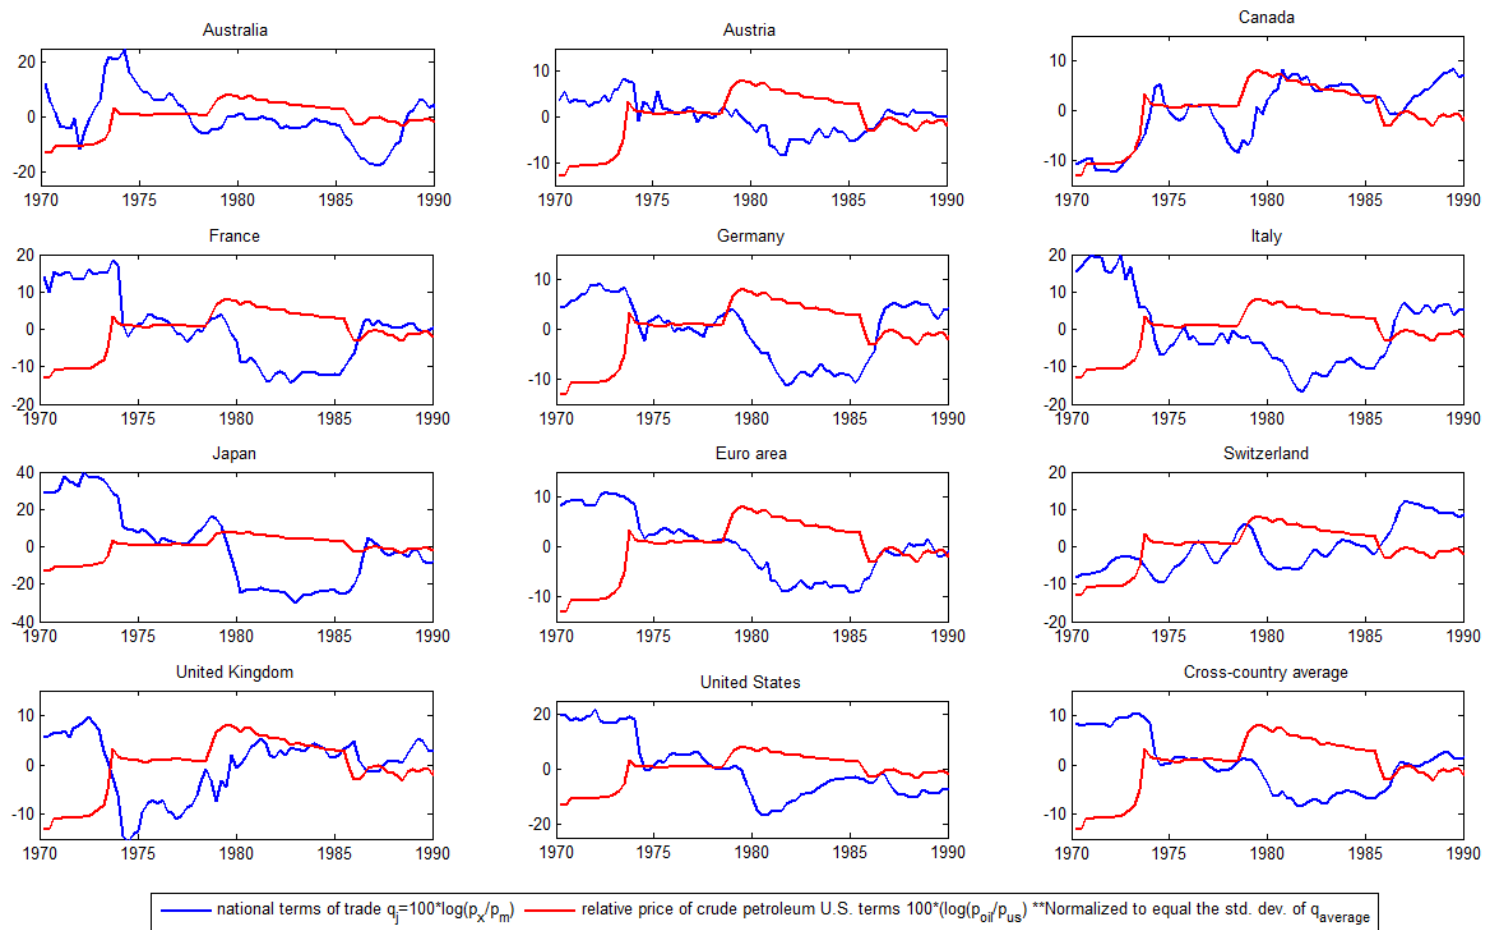 Australia
20
0
-20
1970 1975 1980 1985 1990
Austria
10
0
-10
1970 1975 1980 1985 1990
Canada
10
0
-10
1970 1975 1980 1985 1990
France
20
10
0
-10
-20
1970 1975 1980 1985 1990
Germany
10
0
-10
1970 1975 1980 1985 1990
Italy
20
10
0
-10
-20
1970 1975 1980 1985 1990
Japan
40
20
0
-20
-40
1970 1975 1980 1985 1990
Euro area
10
0
-10
1970 1975 1980 1985 1990
Switzerland
20
10
0
-10
-20
1970 1975 1980 1985 1990
United Kingdom
10
0
-10
1970 1975 1980 1985 1990
United States
20
0
-20
1970 1975 1980 1985 1990
Cross-country average
10
0
-10
1970 1975 1980 1985 1990
national terms of trade q_j=100*log(p_x/p_m) relative price of crude petroleum U.S. terms 100*(log(p_oil/p_us) **Normalized to equal the std. dev. of q_average